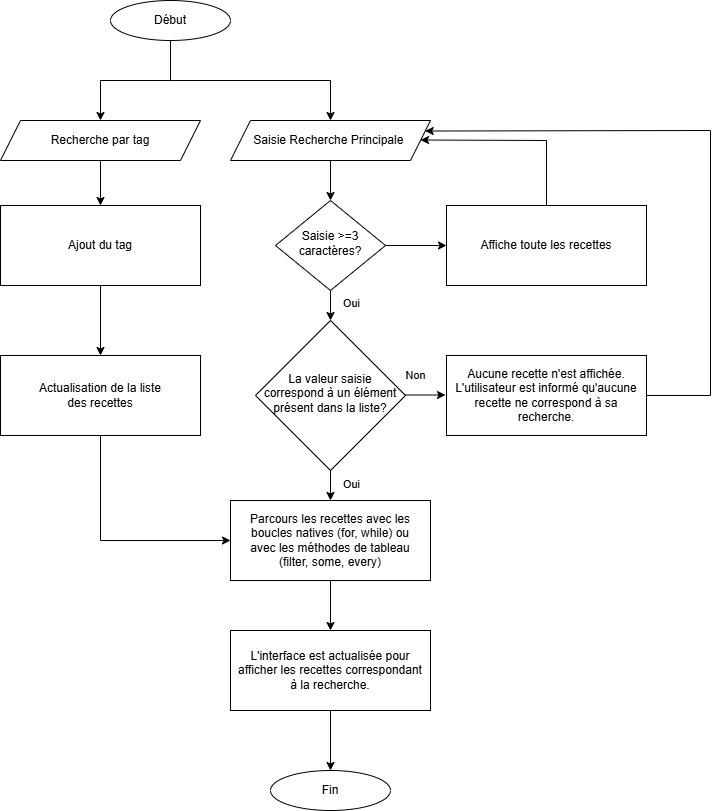 Début
Recherche par tag
Saisie Recherche Principale
Ajout du tag
Saisie >=3
caractères?
Affiche toute les recettes
Oui
Actualisation de la liste
des recettes
La valeur saisie
correspond à un élément
présent dans la liste?
Non
Aucune recette n'est affichée.
L'utilisateur est informé qu'aucune
recette ne correspond à sa
recherche.
Oui
Parcours les recettes avec les
boucles natives (for, while) ou
avec les méthodes de tableau
(filter, some, every)
L'interface est actualisée pour
afficher les recettes correspondant
à la recherche.
Fin